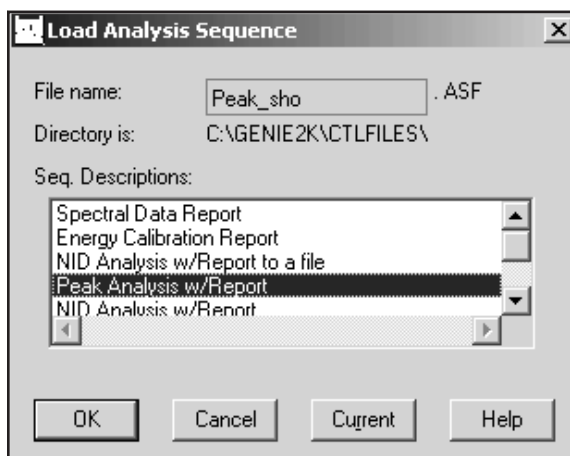 Load Analysis Sequence
File name: Peak_sho . ASF
Directory is: C:\GENIE2K\CTLFILES\
Seq. Descriptions:
Spectral Data Report
Energy Calibration Report
NID Analysis w/Report to a file
Peak Analysis w/Report
NID Analysis w/Report
OK Cancel Current Help